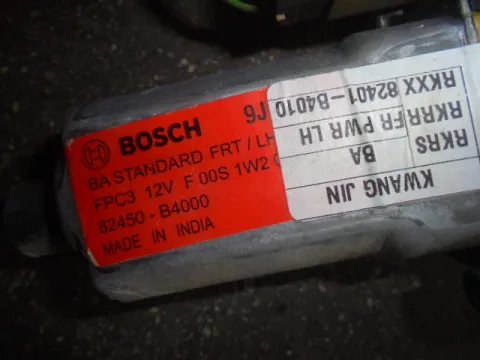 BOSCH
BA STANDARD FRT / LH
FPC3 12V F 00S 1W2
82450 - B4000
MADE IN INDIA
r6
KWANG JIN
RKRS BA
RKRR FR PWR LH
RKXX 82401-B4010